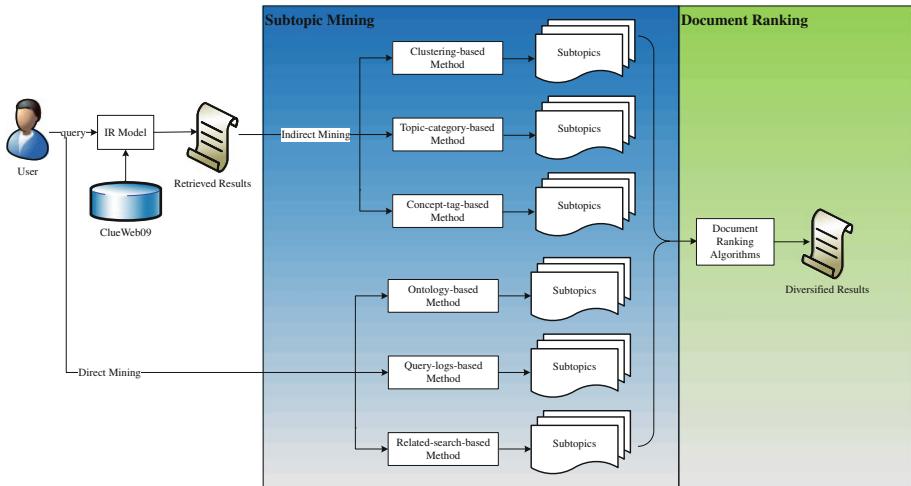 Subtopic Mining
Document Ranking
Clustering-based
Method
Subtopics
User
query
IR Model
Retrieved Results
ClueWeb09
Indirect Mining
Topic-category-based
Method
Subtopics
Concept-tag-based
Method
Subtopics
Document
Ranking
Algorithms
Diversified Results
Direct Mining
Ontology-based
Method
Subtopics
Query-logs-based
Method
Subtopics
Related-search-based
Method
Subtopics